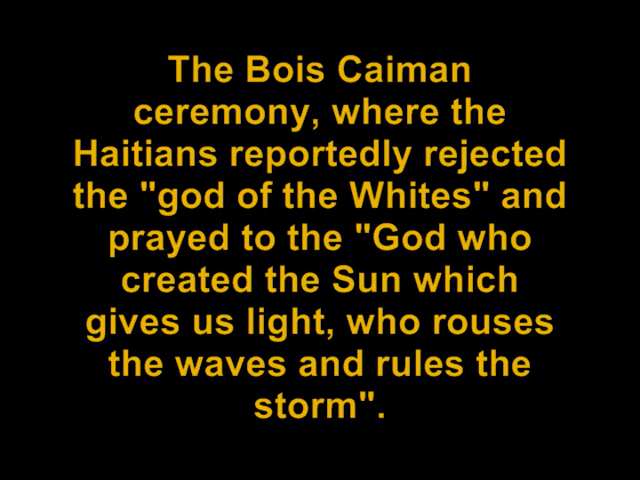 The Bois Caiman
ceremony, where the
Haitians reportedly rejected
the "god of the Whites" and
prayed to the "God who
created the Sun which
gives us light, who rouses
the waves and rules the
storm".